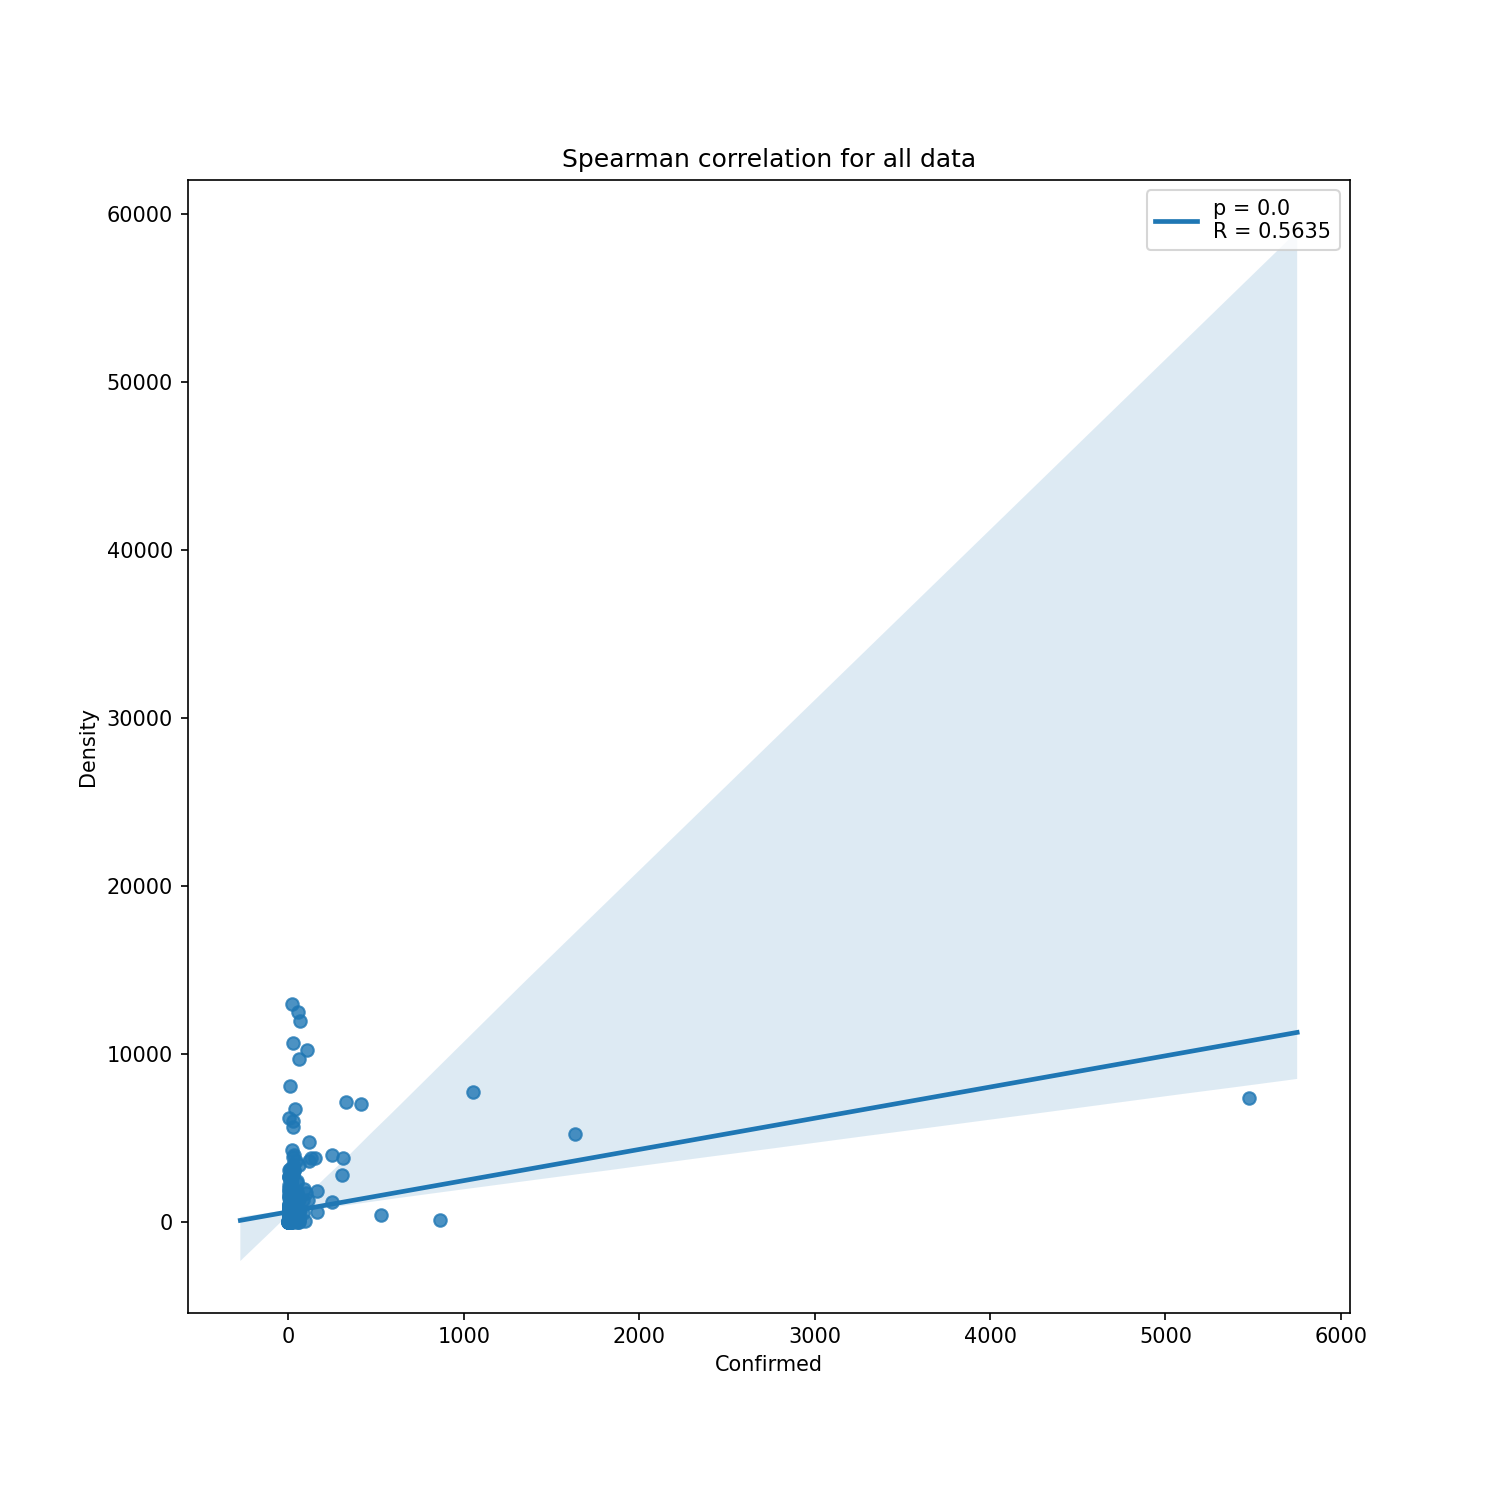 Spearman correlation for all data
p = 0.0
R = 0.5635
60000
50000
40000
30000
20000
10000
0
Density
0 1000 2000 3000 4000 5000 6000
Confirmed